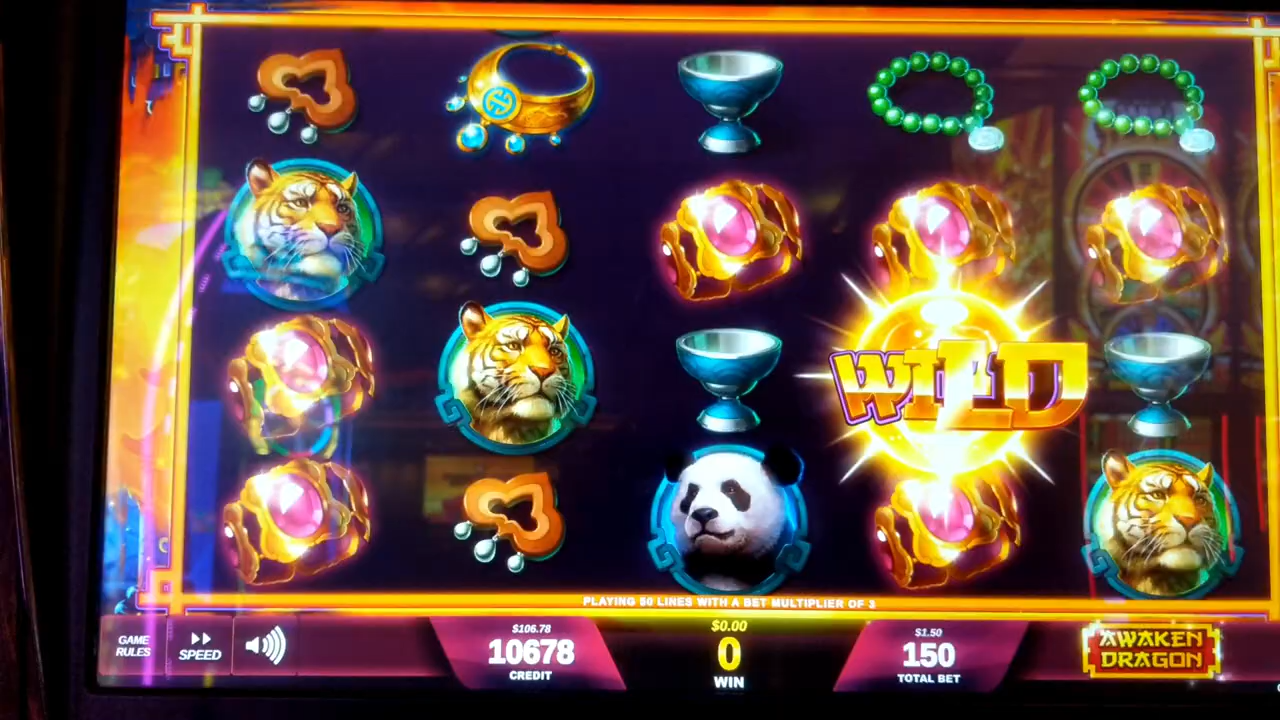 WILD
PLAYING 50 LINES WITH A BET MULTIPLIER OF 3
GAME
RULES
SPEED
$106.78
10678
CREDIT
$0.00
0
WIN
$1.50
150
TOTAL BET
AWAKEN
DRAGON